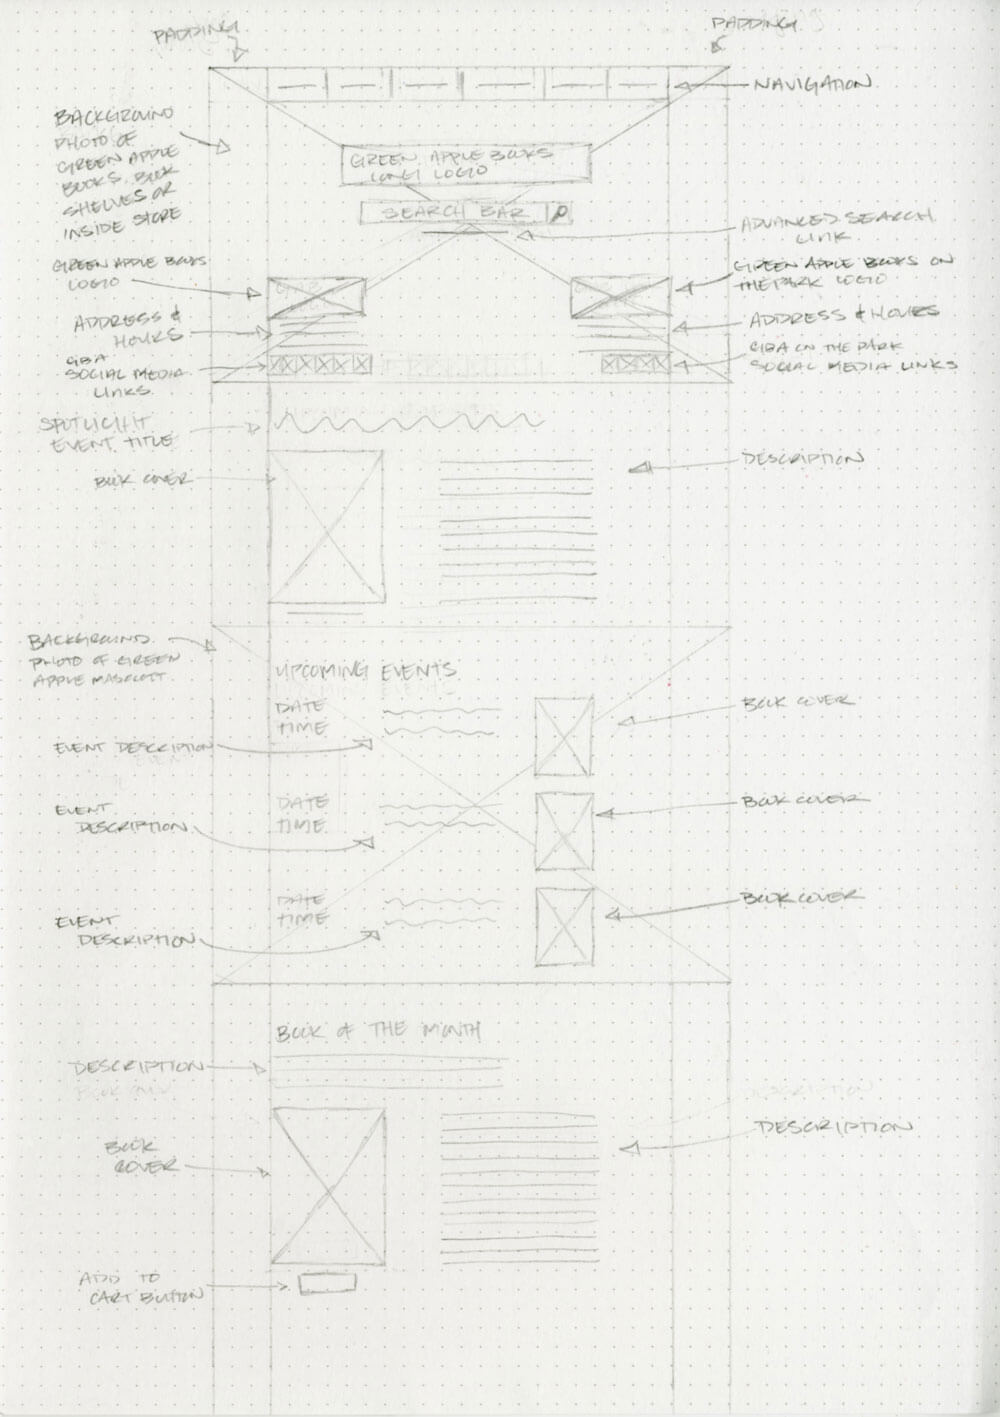 PADDING
PADDING
NAVIGATION
BACKGROUND
PHOTO OF
GREEN APPLE
BOOKS, BOOK
SHELVES OR
INSIDE STORE
GREEN APPLE BOOKS
LONG LOGO
SEARCH BAR
ADVANCED SEARCH
LINK
GREEN APPLE BOOKS
LOGO
GREEN APPLE BOOKS ON
THE PARK LOGO
ADDRESS &
HOURS
ADDRESS & HOURS
GBA
SOCIAL MEDIA
LINKS
GBA ON THE PARK
SOCIAL MEDIA LINKS
SPOTLIGHT
EVENT TITLE
BOOK COVER
DESCRIPTION
BACKGROUND
PHOTO OF GREEN
APPLE MASCOTT
UPCOMING EVENTS
DATE
TIME
EVENT DESCRIPTION
BOOK COVER
DATE
TIME
EVENT
DESCRIPTION
BOOK COVER
DATE
TIME
EVENT
DESCRIPTION
BOOK COVER
BOOK OF THE MONTH
DESCRIPTION
DESCRIPTION
DESCRIPTION
BOOK
COVER
ADD TO
CART BUTTON